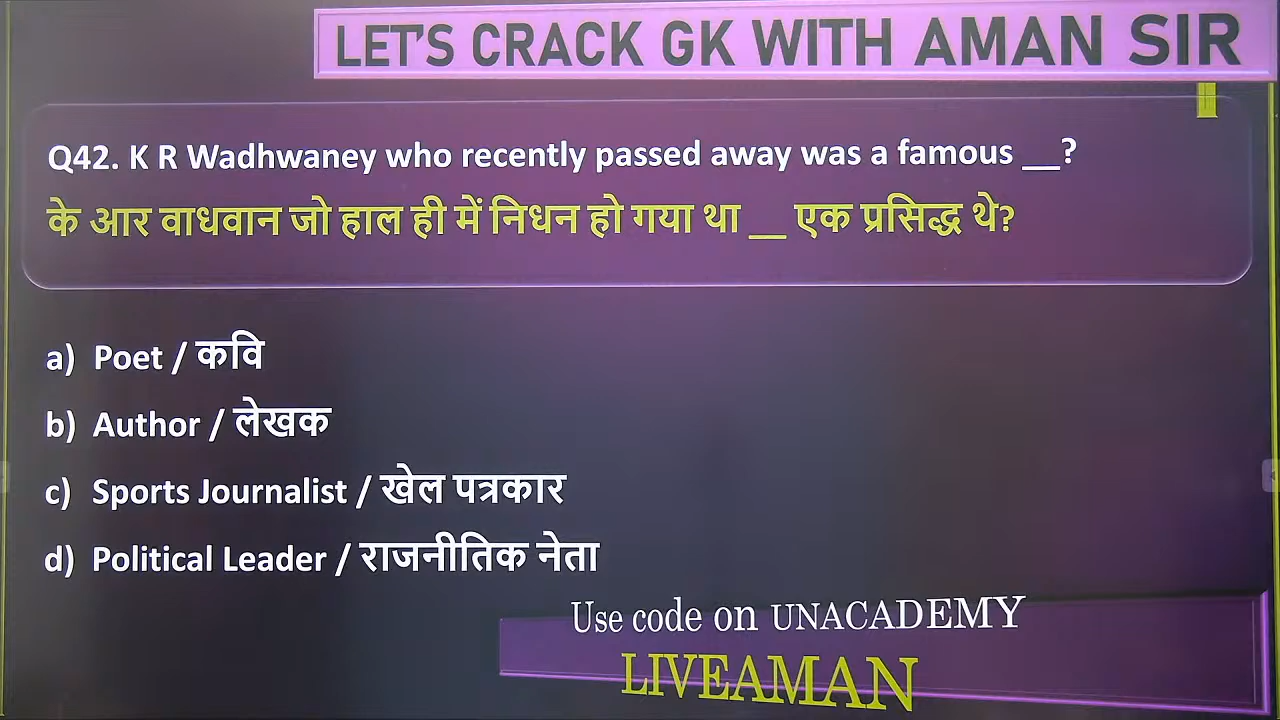 LET'S CRACK GK WITH AMAN SIR
Q42. K R Wadhwaney who recently passed away was a famous __?
के आर वाधवान जो हाल ही में निधन हो गया था __ एक प्रसिद्ध थे?
a) Poet / कवि
b) Author / लेखक
c) Sports Journalist / खेल पत्रकार
d) Political Leader / राजनीतिक नेता
Use code on UNACADEMY
LIVEAMAN